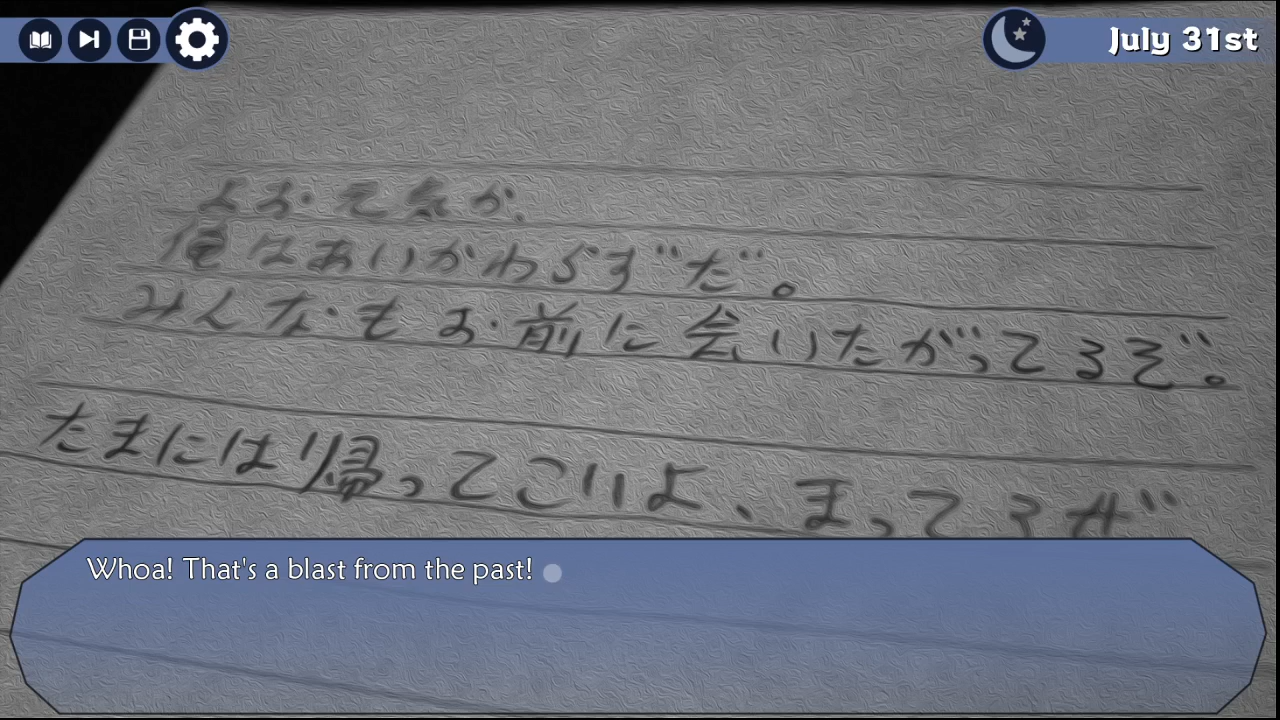 July 31st
よお元気か。
俺はあいかわらずだ。
みんなもお前に会いたがってるぞ。
たまには帰ってこいよ、まってるぜ
Whoa! That's a blast from the past!